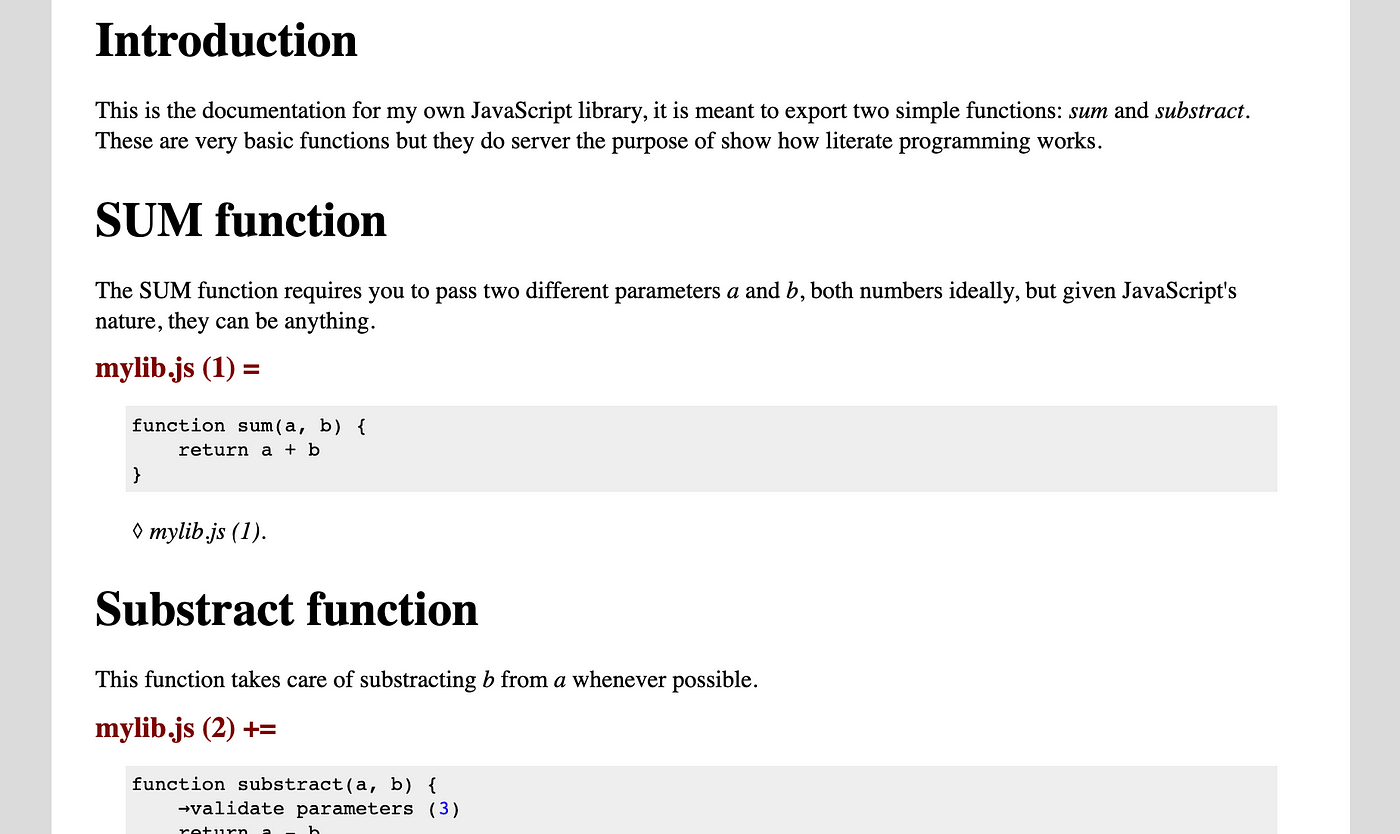 Introduction
This is the documentation for my own JavaScript library, it is meant to export two simple functions: sum and substract.
These are very basic functions but they do server the purpose of show how literate programming works.
SUM function
The SUM function requires you to pass two different parameters a and b, both numbers ideally, but given JavaScript's
nature, they can be anything.
mylib.js (1) =
function sum(a, b) {
    return a + b
}
◊ mylib.js (1).
Substract function
This function takes care of substracting b from a whenever possible.
mylib.js (2) +=
function substract(a, b) {
    →validate parameters (3)
    return a - b